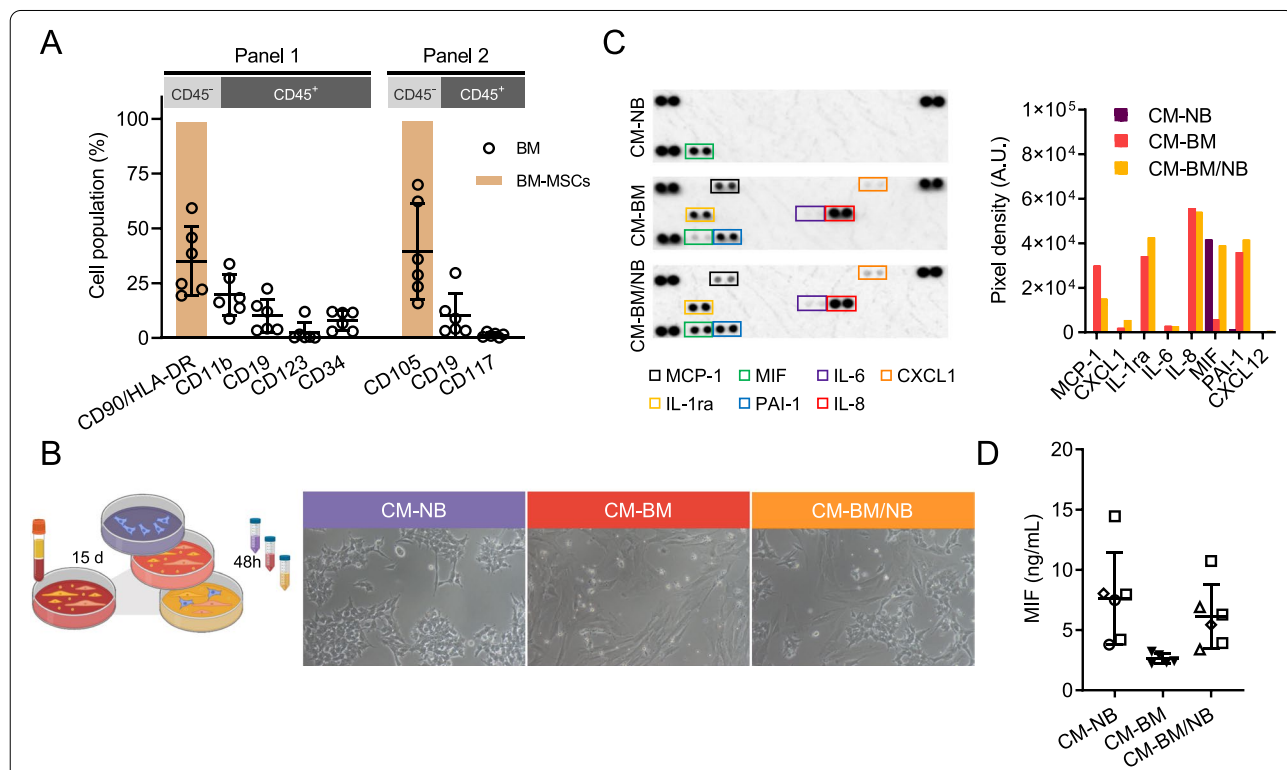 A
Panel 1
Panel 2
CD45⁻
CD45⁺
CD45⁻
CD45⁺
Cell population (%)
100
75
50
25
0
BM
BM-MSCs
CD90/HLA-DR
CD11b
CD19
CD123
CD34
CD105
CD19
CD117
C
CM-NB
CM-BM
CM-BM/NB
MCP-1
MIF
IL-6
CXCL1
IL-1ra
PAI-1
IL-8
Pixel density (A.U.)
1×10⁵
8×10⁴
6×10⁴
4×10⁴
2×10⁴
0
CM-NB
CM-BM
CM-BM/NB
MCP-1
CXCL1
IL-1ra
IL-6
IL-8
MIF
PAI-1
CXCL12
B
15 d
48h
CM-NB
CM-BM
CM-BM/NB
D
MIF (ng/mL)
20
15
10
5
0
CM-NB
CM-BM
CM-BM/NB